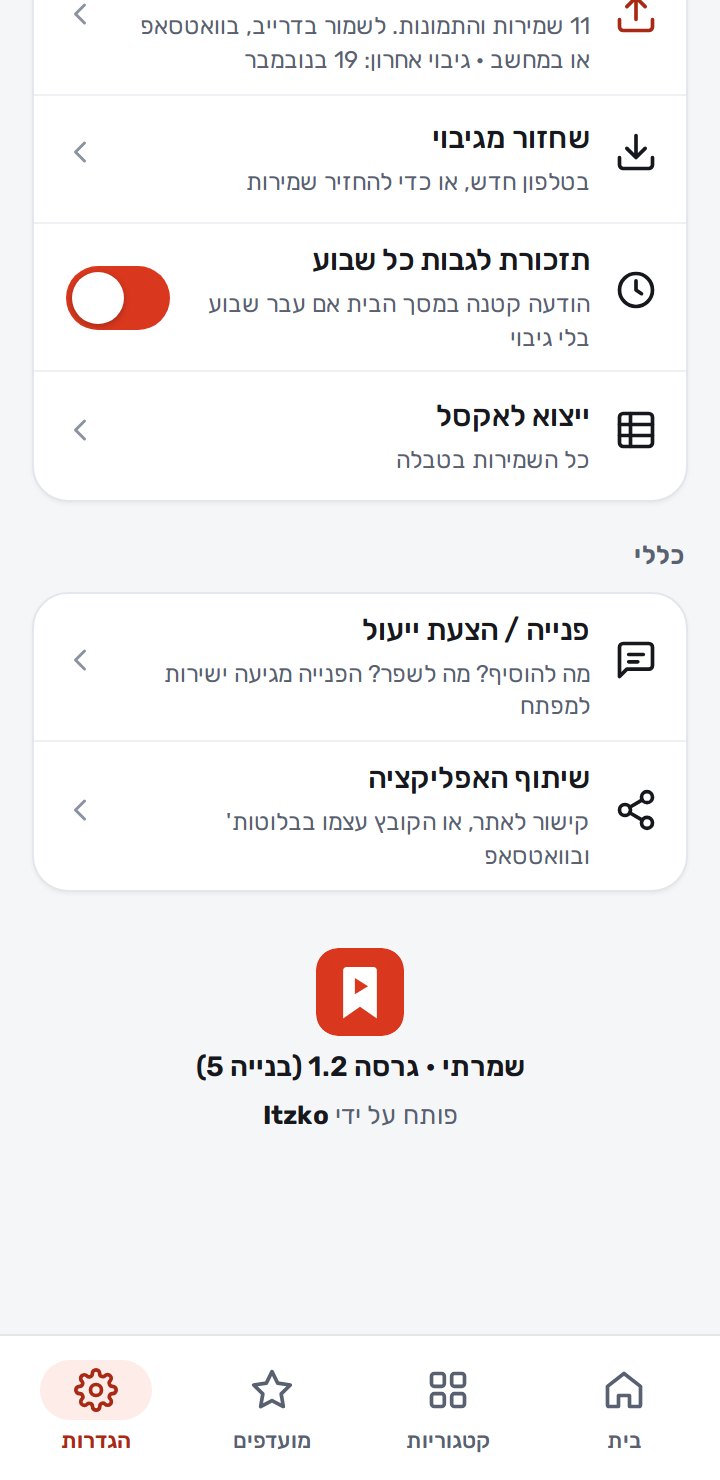 11 שמירות והתמונות. לשמור בדרייב, בוואטסאפ
או במחשב • גיבוי אחרון: 19 בנובמבר
שחזור מגיבוי
בטלפון חדש, או כדי להחזיר שמירות
תזכורת לגבות כל שבוע
הודעה קטנה במסך הבית אם עבר שבוע
בלי גיבוי
ייצוא לאקסל
כל השמירות בטבלה
כללי
פנייה / הצעת ייעול
מה להוסיף? מה לשפר? הפנייה מגיעה ישירות
למפתח
שיתוף האפליקציה
קישור לאתר, או הקובץ עצמו בבלוטות'
ובוואטסאפ
שמרתי • גרסה 1.2 (בנייה 5)
פותח על ידי Itzko
בית
קטגוריות
מועדפים
הגדרות